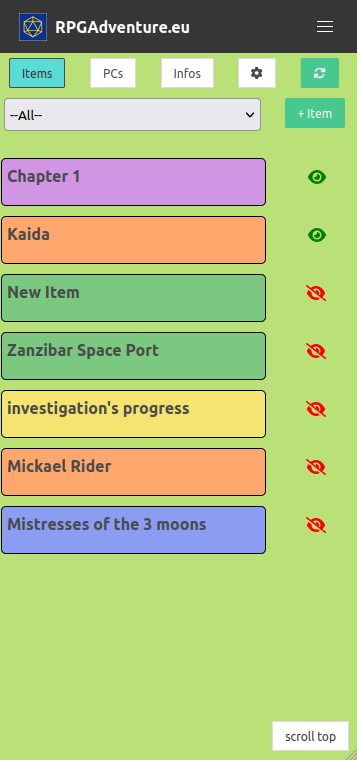 RPGAdventure.eu
Items PCs Infos
--All-- + Item
Chapter 1
Kaida
New Item
Zanzibar Space Port
investigation's progress
Mickael Rider
Mistresses of the 3 moons
scroll top